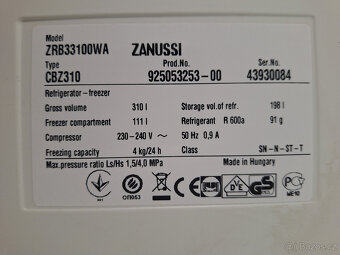 Model
ZRB33100WA ZANUSSI
Type Prod.No. Ser.No.
CBZ310 925053253-00 43930084
Refrigerator-freezer
Gross volume 310 l Storage vol.of refr. 198 l
Freezer compartment 111 l Refrigerant R 600a 91 g
Compressor 230-240 V ~ 50 Hz 0,9 A
Freezing capacity 4 kg/24 h Class SN-N-ST-T
Max.pressure ratio Ls/Hs 1,5/4,0 MPa Made in Hungary